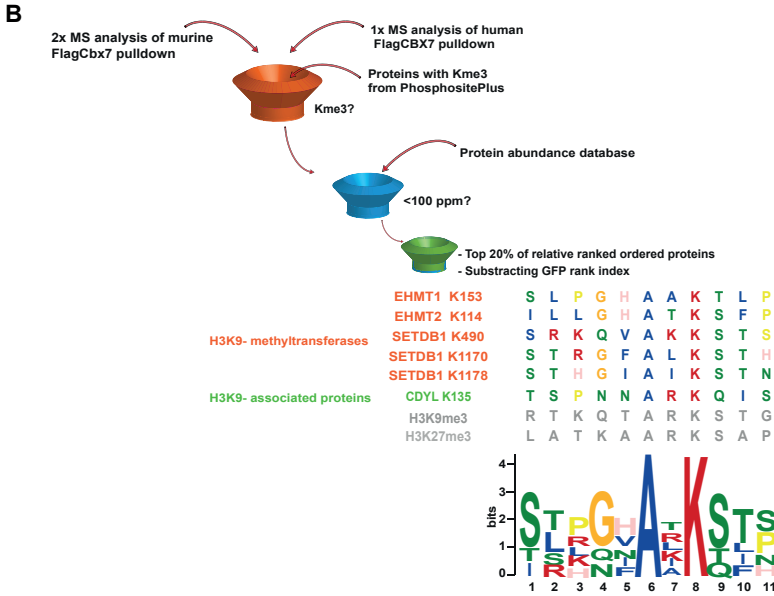 B
2x MS analysis of murine
FlagCbx7 pulldown
1x MS analysis of human
FlagCBX7 pulldown
Proteins with Kme3
from PhospositePlus
Kme3?
Protein abundance database
<100 ppm?
- Top 20% of relative ranked ordered proteins
- Substracting GFP rank index
EHMT1 K153 S L P G H A A K T L P
EHMT2 K114 I L L G H A T K S F P
H3K9- methyltransferases
SETDB1 K490 S R K Q V A K K S T S
SETDB1 K1170 S T R G F A L K S T H
SETDB1 K1178 S T H G I A I K S T N
H3K9- associated proteins
CDYL K135 T S P N N A R K Q I S
H3K9me3 R T K Q T A R K S T G
H3K27me3 L A T K A A R K S A P
bits
4
3
2
1
0
S T I
T L S R
P R L K H
G Q N
H V N I F
A
T R L K I A
K
S T Q
T L I F
S P N H
1 2 3 4 5 6 7 8 9 10 11